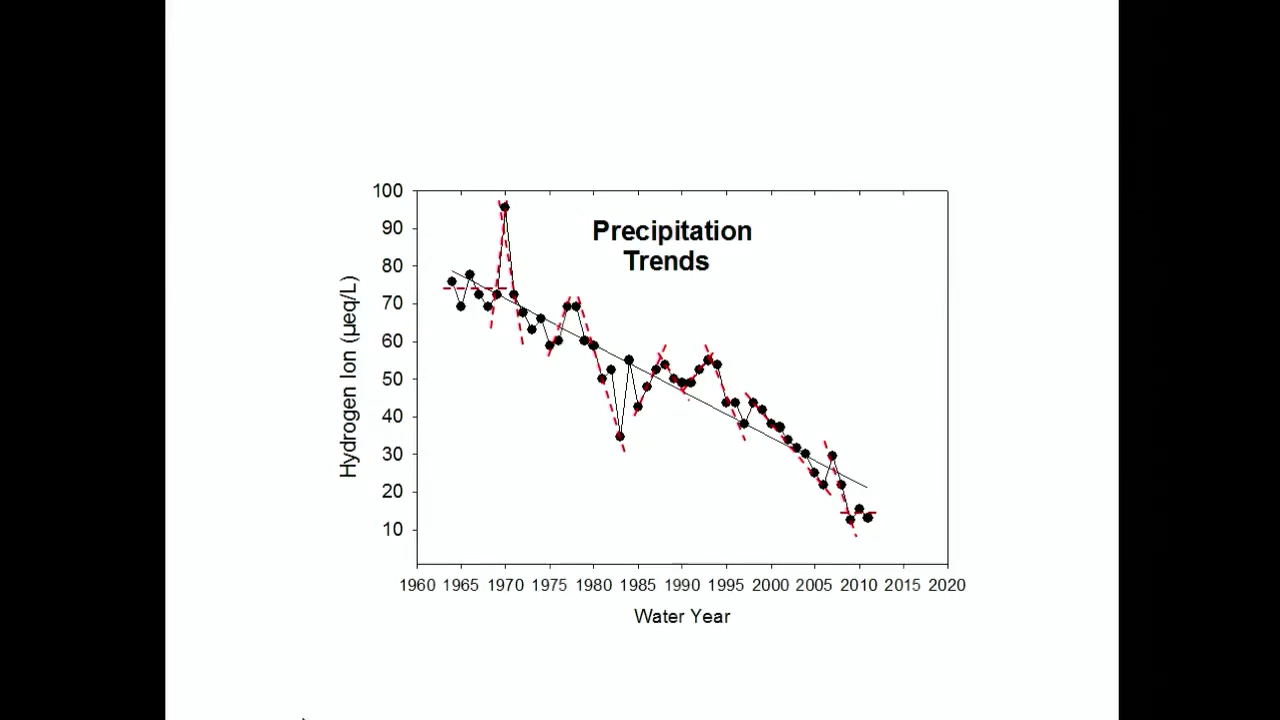 Precipitation
Trends
Hydrogen Ion (µeq/L)
100
90
80
70
60
50
40
30
20
10
1960 1965 1970 1975 1980 1985 1990 1995 2000 2005 2010 2015 2020
Water Year